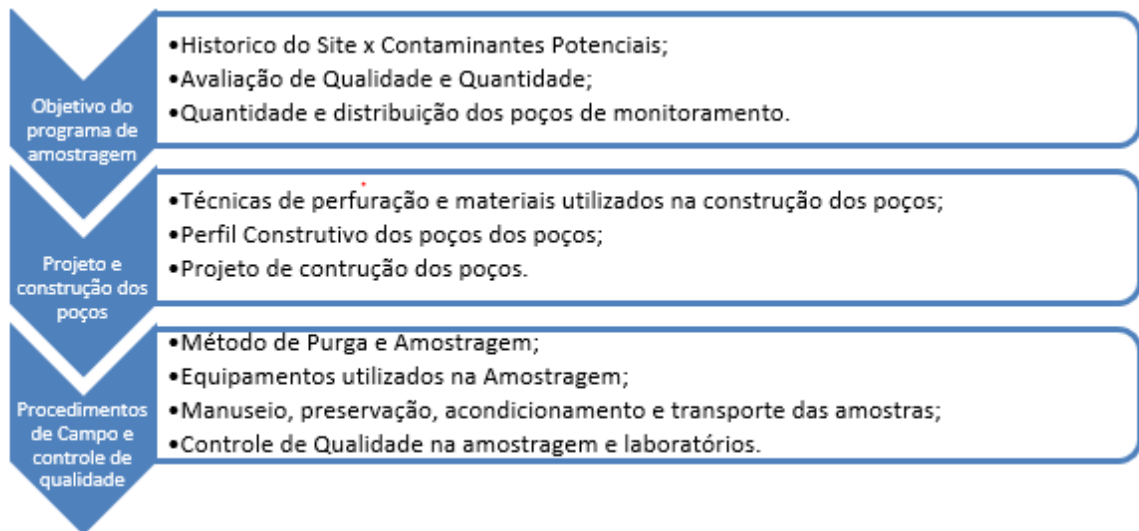 Objetivo do
programa de
amostragem
•Historico do Site x Contaminantes Potenciais;
•Avaliação de Qualidade e Quantidade;
•Quantidade e distribuição dos poços de monitoramento.
Projeto e
construção dos
poços
•Técnicas de perfuração e materiais utilizados na construção dos poços;
•Perfil Construtivo dos poços dos poços;
•Projeto de contrução dos poços.
Procedimentos
de Campo e
controle de
qualidade
•Método de Purga e Amostragem;
•Equipamentos utilizados na Amostragem;
•Manuseio, preservação, acondicionamento e transporte das amostras;
•Controle de Qualidade na amostragem e laboratórios.